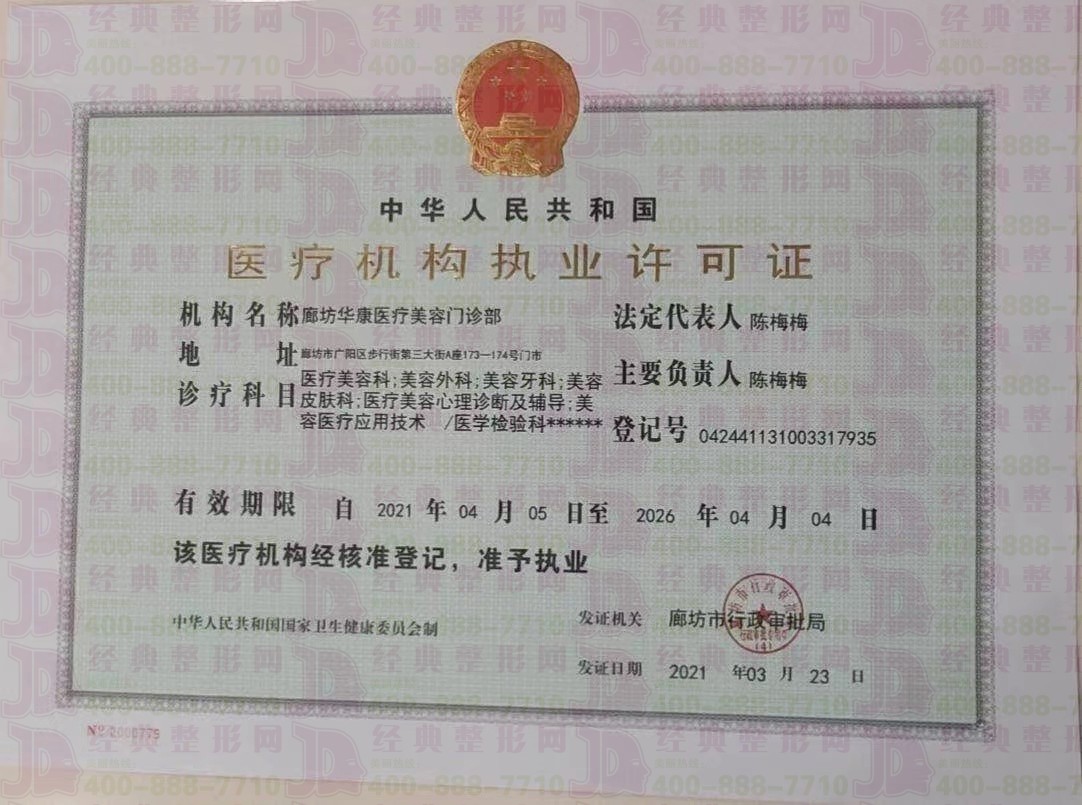 中华人民共和国
医疗机构执业许可证
机构名称 廊坊华康医疗美容门诊部
地 址 廊坊市广阳区步行街第三大街A座173—174号门市
诊疗科目 医疗美容科;美容外科;美容牙科;美容
皮肤科;医疗美容心理诊断及辅导;美
容医疗应用技术 /医学检验科******
法定代表人 陈梅梅
主要负责人 陈梅梅
登记号 042441131003317935
有效期限 自 2021 年 04 月 05 日至 2026 年 04 月 04 日
该医疗机构经核准登记，准予执业
中华人民共和国国家卫生健康委员会制
发证机关 廊坊市行政审批局
发证日期 2021 年03 月 23 日
(4)
№ 2000775
经典整形网
400-888-7710